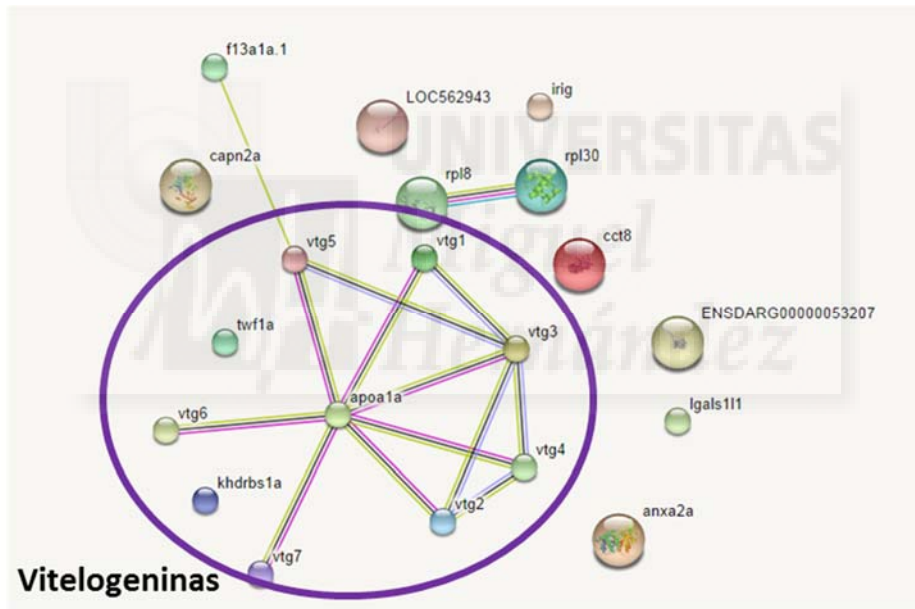 f13a1a.1
LOC562943
irig
capn2a
rpl8
rpl30
UNIVERSITAS
Miguel
Hernández
vtg5
vtg1
cct8
twf1a
vtg3
ENSDARG00000053207
apoa1a
vtg6
lgals1l1
vtg4
khdrbs1a
vtg2
anxa2a
vtg7
Vitelogeninas